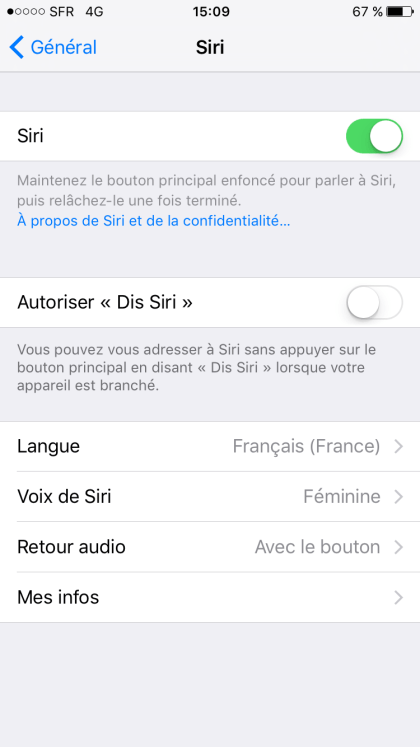 SFR 4G 15:09 67 %
Général Siri
Siri
Maintenez le bouton principal enfoncé pour parler à Siri,
puis relâchez-le une fois terminé.
À propos de Siri et de la confidentialité...
Autoriser « Dis Siri »
Vous pouvez vous adresser à Siri sans appuyer sur le
bouton principal en disant « Dis Siri » lorsque votre
appareil est branché.
Langue Français (France)
Voix de Siri Féminine
Retour audio Avec le bouton
Mes infos